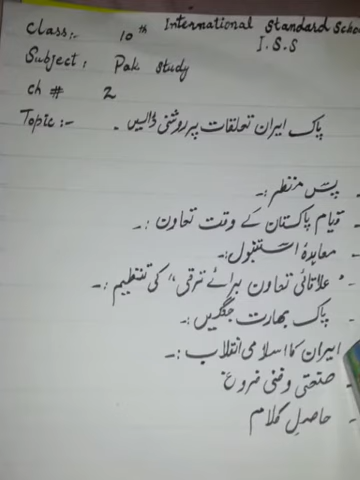 Class:- 10th International Standard Scho
I.S.S
Subject: Pak Study
ch # 2
Topic:- پاک ایران تعلقات پر روشنی ڈالیں۔
- پس منظر:-
- قیام پاکستان کے وقت تعاون:-
- معاہدہ استنبول:-
- "علاقائی تعاون برائے ترقی" کی تنظیم:-
- پاک بھارت جنگیں:-
ایران کا اسلامی انقلاب:-
- صنعتی و فنی فروغ
- حاصل کلام